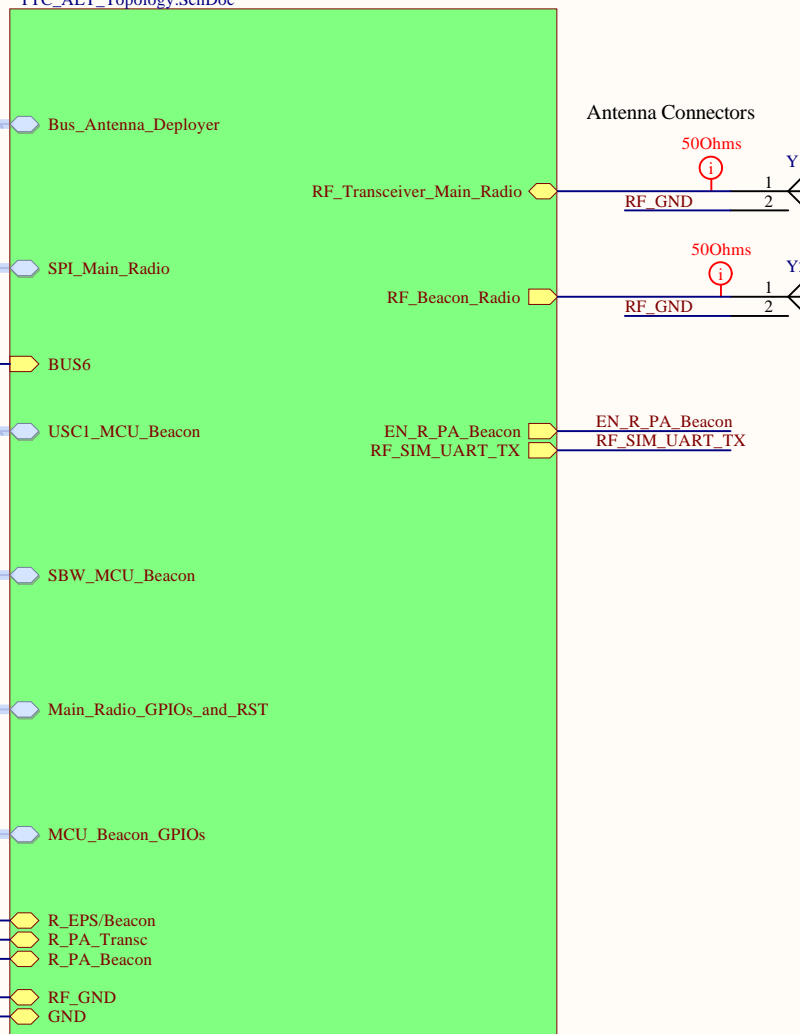 Bus_Antenna_Deployer
Antenna Connectors
50Ohms
i
Y
RF_Transceiver_Main_Radio
1
RF_GND
2
SPI_Main_Radio
50Ohms
i
RF_Beacon_Radio
1
RF_GND
2
BUS6
USC1_MCU_Beacon
EN_R_PA_Beacon
EN_R_PA_Beacon
RF_SIM_UART_TX
RF_SIM_UART_TX
SBW_MCU_Beacon
Main_Radio_GPIOs_and_RST
MCU_Beacon_GPIOs
R_EPS/Beacon
R_PA_Transc
R_PA_Beacon
RF_GND
GND